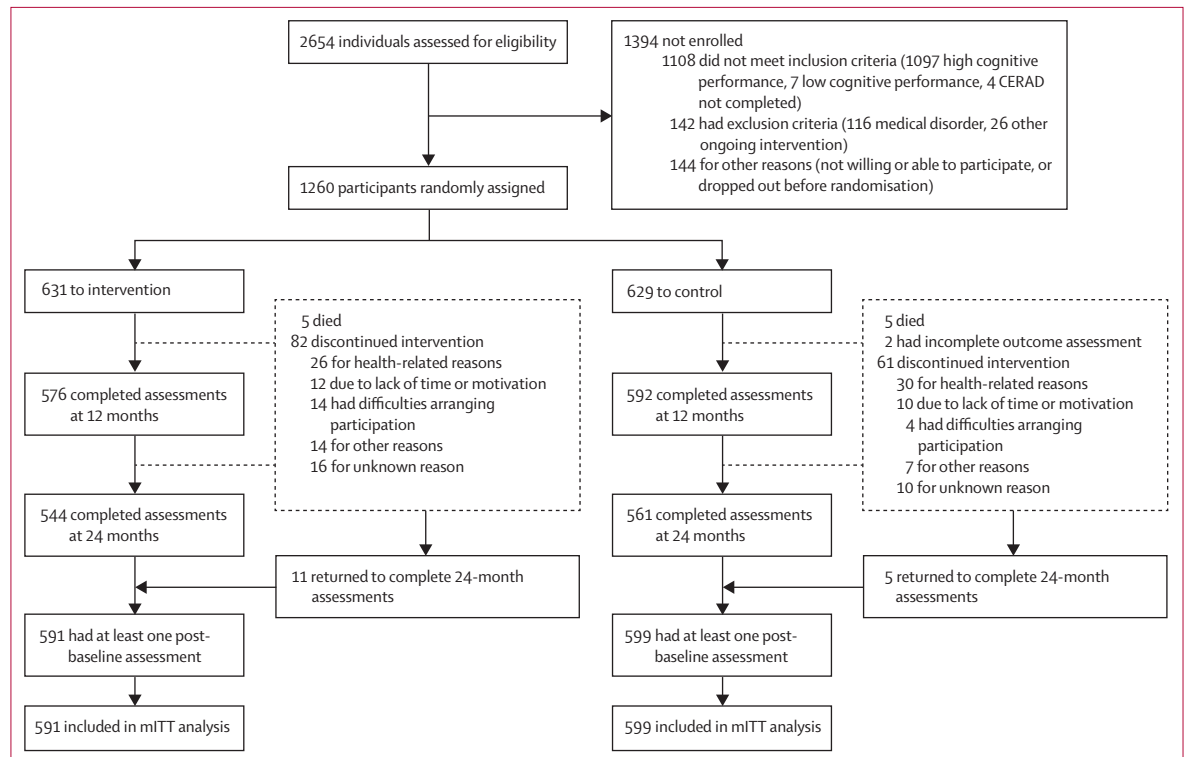 2654 individuals assessed for eligibility
1394 not enrolled
1108 did not meet inclusion criteria (1097 high cognitive
performance, 7 low cognitive performance, 4 CERAD
not completed)
142 had exclusion criteria (116 medical disorder, 26 other
ongoing intervention)
144 for other reasons (not willing or able to participate, or
dropped out before randomisation)
1260 participants randomly assigned
631 to intervention
5 died
82 discontinued intervention
26 for health-related reasons
12 due to lack of time or motivation
14 had difficulties arranging
participation
14 for other reasons
16 for unknown reason
576 completed assessments
at 12 months
544 completed assessments
at 24 months
11 returned to complete 24-month
assessments
591 had at least one post-
baseline assessment
591 included in mITT analysis
629 to control
5 died
2 had incomplete outcome assessment
61 discontinued intervention
30 for health-related reasons
10 due to lack of time or motivation
4 had difficulties arranging
participation
7 for other reasons
10 for unknown reason
592 completed assessments
at 12 months
561 completed assessments
at 24 months
5 returned to complete 24-month
assessments
599 had at least one post-
baseline assessment
599 included in mITT analysis